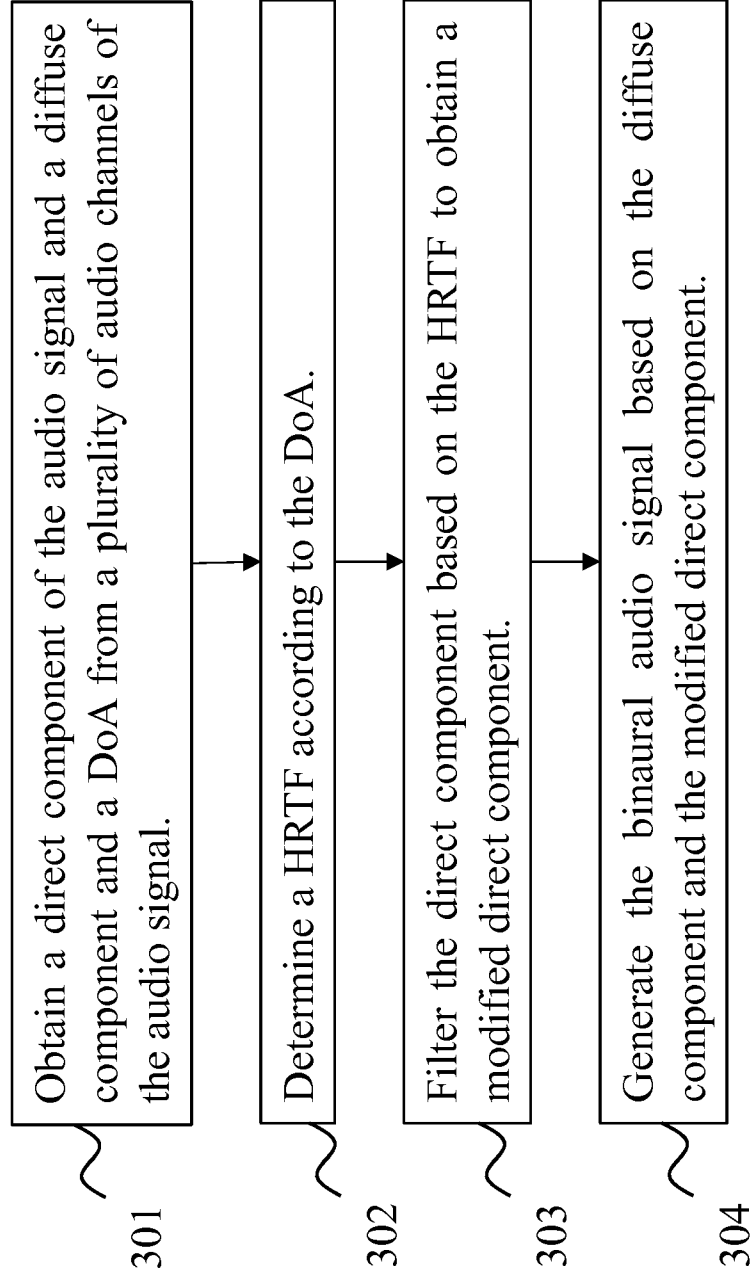 301
Obtain a direct component of the audio signal and a diffuse
component and a DoA from a plurality of audio channels of
the audio signal.
302
Determine a HRTF according to the DoA.
303
Filter the direct component based on the HRTF to obtain a
modified direct component.
304
Generate the binaural audio signal based on the diffuse
component and the modified direct component.